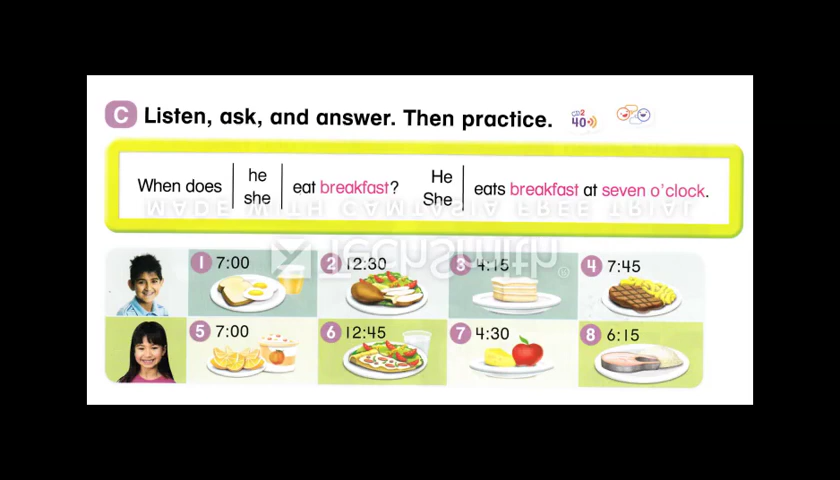 C Listen, ask, and answer. Then practice. CD2 40
When does he she eat breakfast? He She eats breakfast at seven o'clock.
MADE WITH CAMTASIA FREE TRIAL
TechSmith®
1 7:00 2 12:30 3 4:15 4 7:45
5 7:00 6 12:45 7 4:30 8 6:15